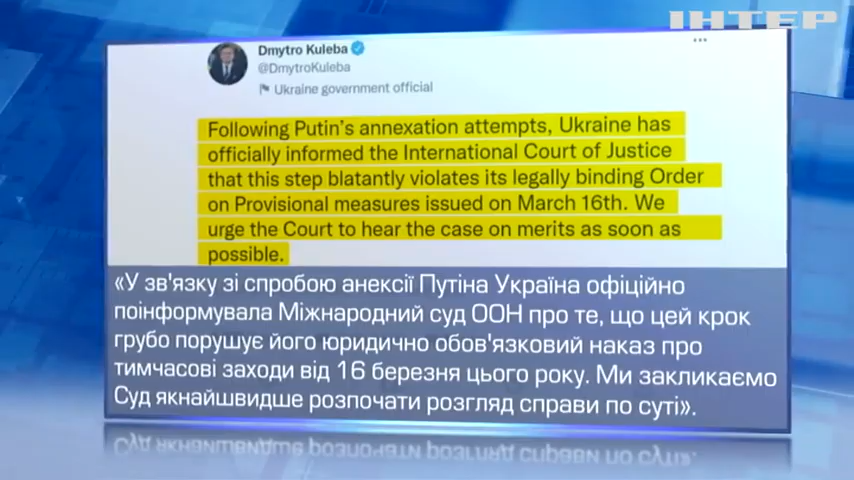 ІНТЕР
Dmytro Kuleba
@DmytroKuleba
Ukraine government official
Following Putin's annexation attempts, Ukraine has
officially informed the International Court of Justice
that this step blatantly violates its legally binding Order
on Provisional measures issued on March 16th. We
urge the Court to hear the case on merits as soon as
possible.
«У зв'язку зі спробою анексії Путіна Україна офіційно
поінформувала Міжнародний суд ООН про те, що цей крок
грубо порушує його юридично обов'язковий наказ про
тимчасові заходи від 16 березня цього року. Ми закликаємо
Суд якнайшвидше розпочати розгляд справи по суті».